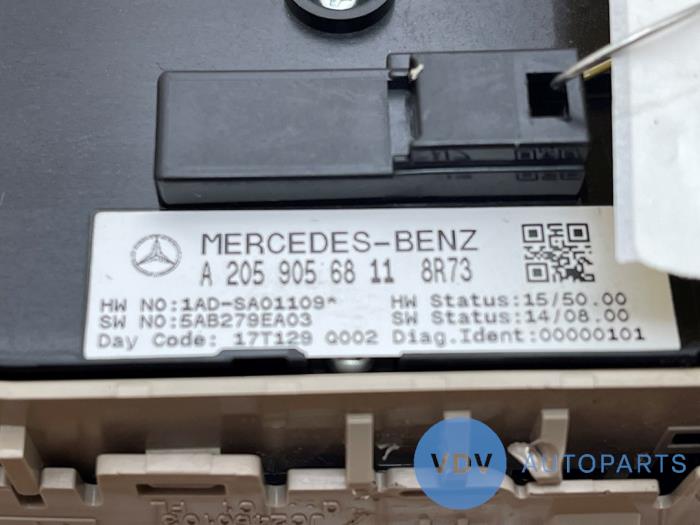 MERCEDES-BENZ
A 205 905 68 11 8R73
HW NO:1AD-SA01109* HW Status:15/50.00
SW NO:5AB279EA03 SW Status:14/08.00
Day Code: 17T129 Q002 Diag.Ident:00000101
VDV AUTOPARTS